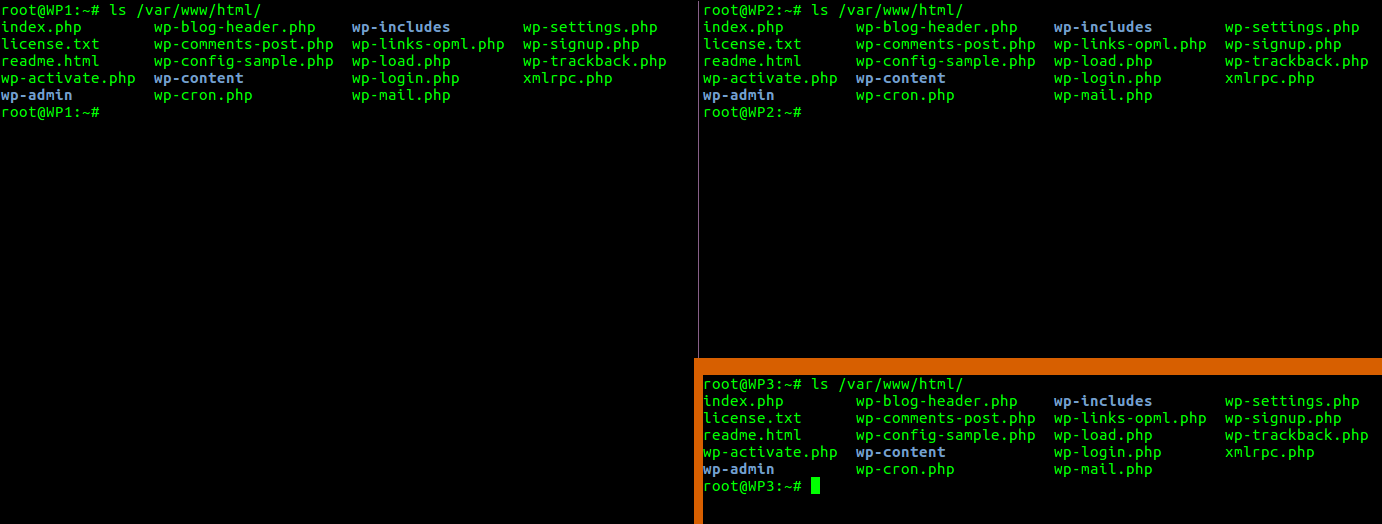 root@WP1:~# ls /var/www/html/
index.php        wp-blog-header.php    wp-includes        wp-settings.php
license.txt      wp-comments-post.php  wp-links-opml.php  wp-signup.php
readme.html      wp-config-sample.php  wp-load.php        wp-trackback.php
wp-activate.php  wp-content            wp-login.php       xmlrpc.php
wp-admin         wp-cron.php           wp-mail.php
root@WP1:~#
root@WP2:~# ls /var/www/html/
index.php        wp-blog-header.php    wp-includes        wp-settings.php
license.txt      wp-comments-post.php  wp-links-opml.php  wp-signup.php
readme.html      wp-config-sample.php  wp-load.php        wp-trackback.php
wp-activate.php  wp-content            wp-login.php       xmlrpc.php
wp-admin         wp-cron.php           wp-mail.php
root@WP2:~#
root@WP3:~# ls /var/www/html/
index.php        wp-blog-header.php    wp-includes        wp-settings.php
license.txt      wp-comments-post.php  wp-links-opml.php  wp-signup.php
readme.html      wp-config-sample.php  wp-load.php        wp-trackback.php
wp-activate.php  wp-content            wp-login.php       xmlrpc.php
wp-admin         wp-cron.php           wp-mail.php
root@WP3:~#